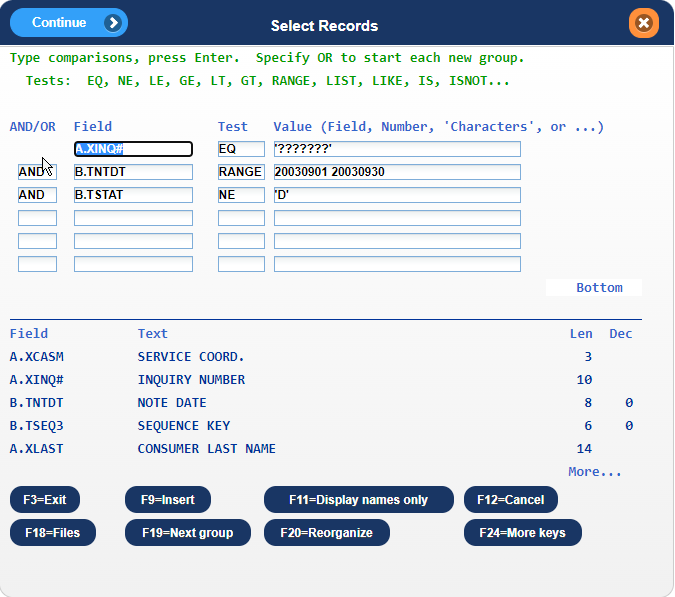 Continue
Select Records
Type comparisons, press Enter.  Specify OR to start each new group.
Tests:  EQ, NE, LE, GE, LT, GT, RANGE, LIST, LIKE, IS, ISNOT...
AND/OR  Field  Test  Value (Field, Number, 'Characters', or ...)
A.XINQ#  EQ  '???????'
AND  B.TNTDT  RANGE  20030901 20030930
AND  B.TSTAT  NE  'D'
Bottom
Field  Text  Len  Dec
A.XCASM  SERVICE COORD.  3
A.XINQ#  INQUIRY NUMBER  10
B.TNTDT  NOTE DATE  8  0
B.TSEQ3  SEQUENCE KEY  6  0
A.XLAST  CONSUMER LAST NAME  14
More...
F3=Exit  F9=Insert  F11=Display names only  F12=Cancel
F18=Files  F19=Next group  F20=Reorganize  F24=More keys